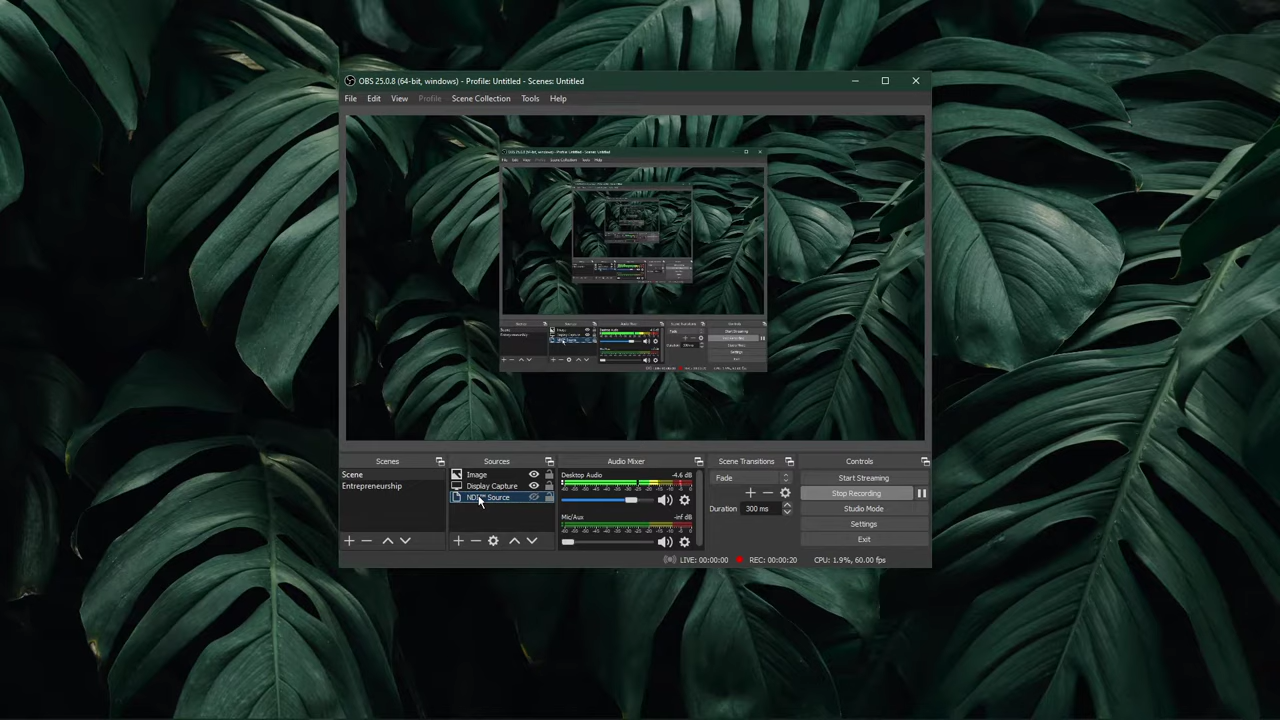 OBS 25.0.8 (64-bit, windows) - Profile: Untitled - Scenes: Untitled
File Edit View Profile Scene Collection Tools Help
Scenes Sources Audio Mixer Scene Transitions Controls
Scene
Entrepreneurship
Image
Display Capture
NDI™ Source
Desktop Audio -4.6 dB
Mic/Aux -inf dB
Fade
Duration 300 ms
Start Streaming
Stop Recording
Studio Mode
Settings
Exit
LIVE: 00:00:00 REC: 00:00:20 CPU: 1.9%, 60.00 fps